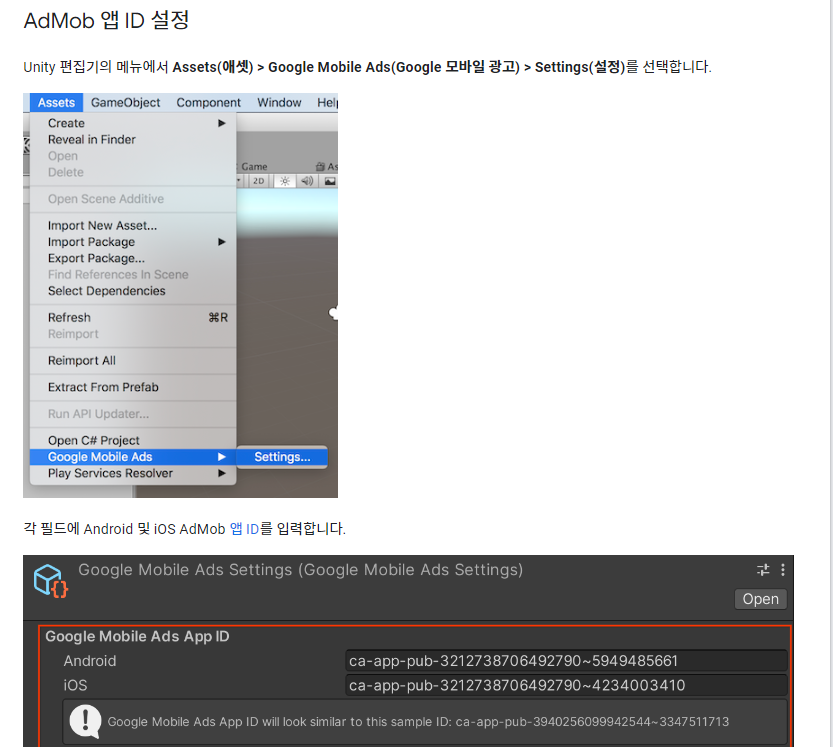 AdMob 앱 ID 설정
Unity 편집기의 메뉴에서 Assets(애셋) > Google Mobile Ads(Google 모바일 광고) > Settings(설정)를 선택합니다.
Assets GameObject Component Window Help
Create
Reveal in Finder
Open
Delete
Game
As
2D
Open Scene Additive
Import New Asset...
Import Package
Export Package...
Find References In Scene
Select Dependencies
Refresh ⌘R
Reimport
Reimport All
Extract From Prefab
Run API Updater...
Open C# Project
Google Mobile Ads Settings...
Play Services Resolver
각 필드에 Android 및 iOS AdMob 앱 ID를 입력합니다.
Google Mobile Ads Settings (Google Mobile Ads Settings)
Open
Google Mobile Ads App ID
Android ca-app-pub-3212738706492790~5949485661
iOS ca-app-pub-3212738706492790~4234003410
Google Mobile Ads App ID will look similar to this sample ID: ca-app-pub-3940256099942544~3347511713